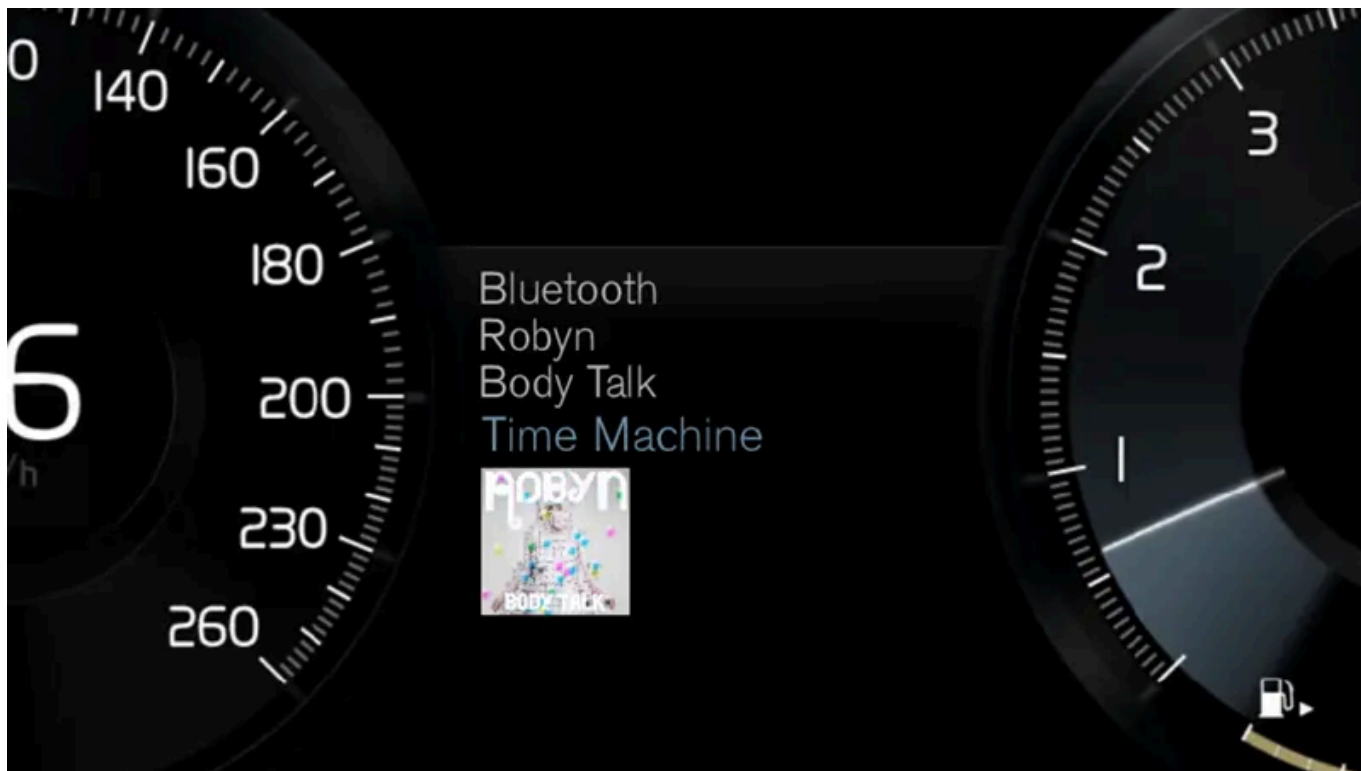 0
140
160
180
200
230
260
6
/h
Bluetooth
Robyn
Body Talk
Time Machine
ROBYN
BODY TALK
3
2
1